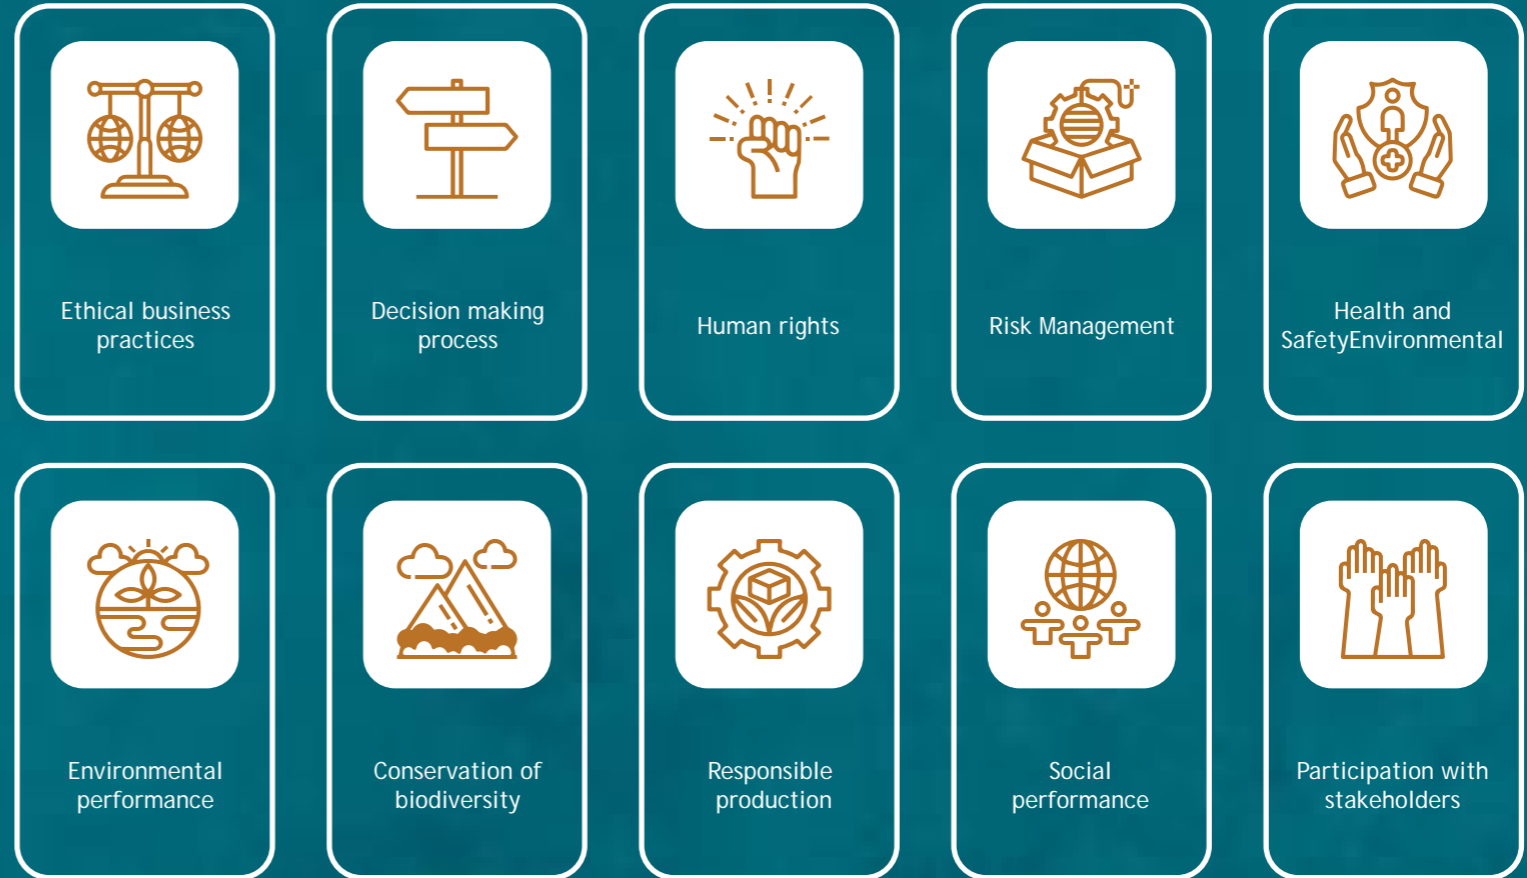 Ethical business
practices
Decision making
process
Human rights
Risk Management
Health and
SafetyEnvironmental
Environmental
performance
Conservation of
biodiversity
Responsible
production
Social
performance
Participation with
stakeholders